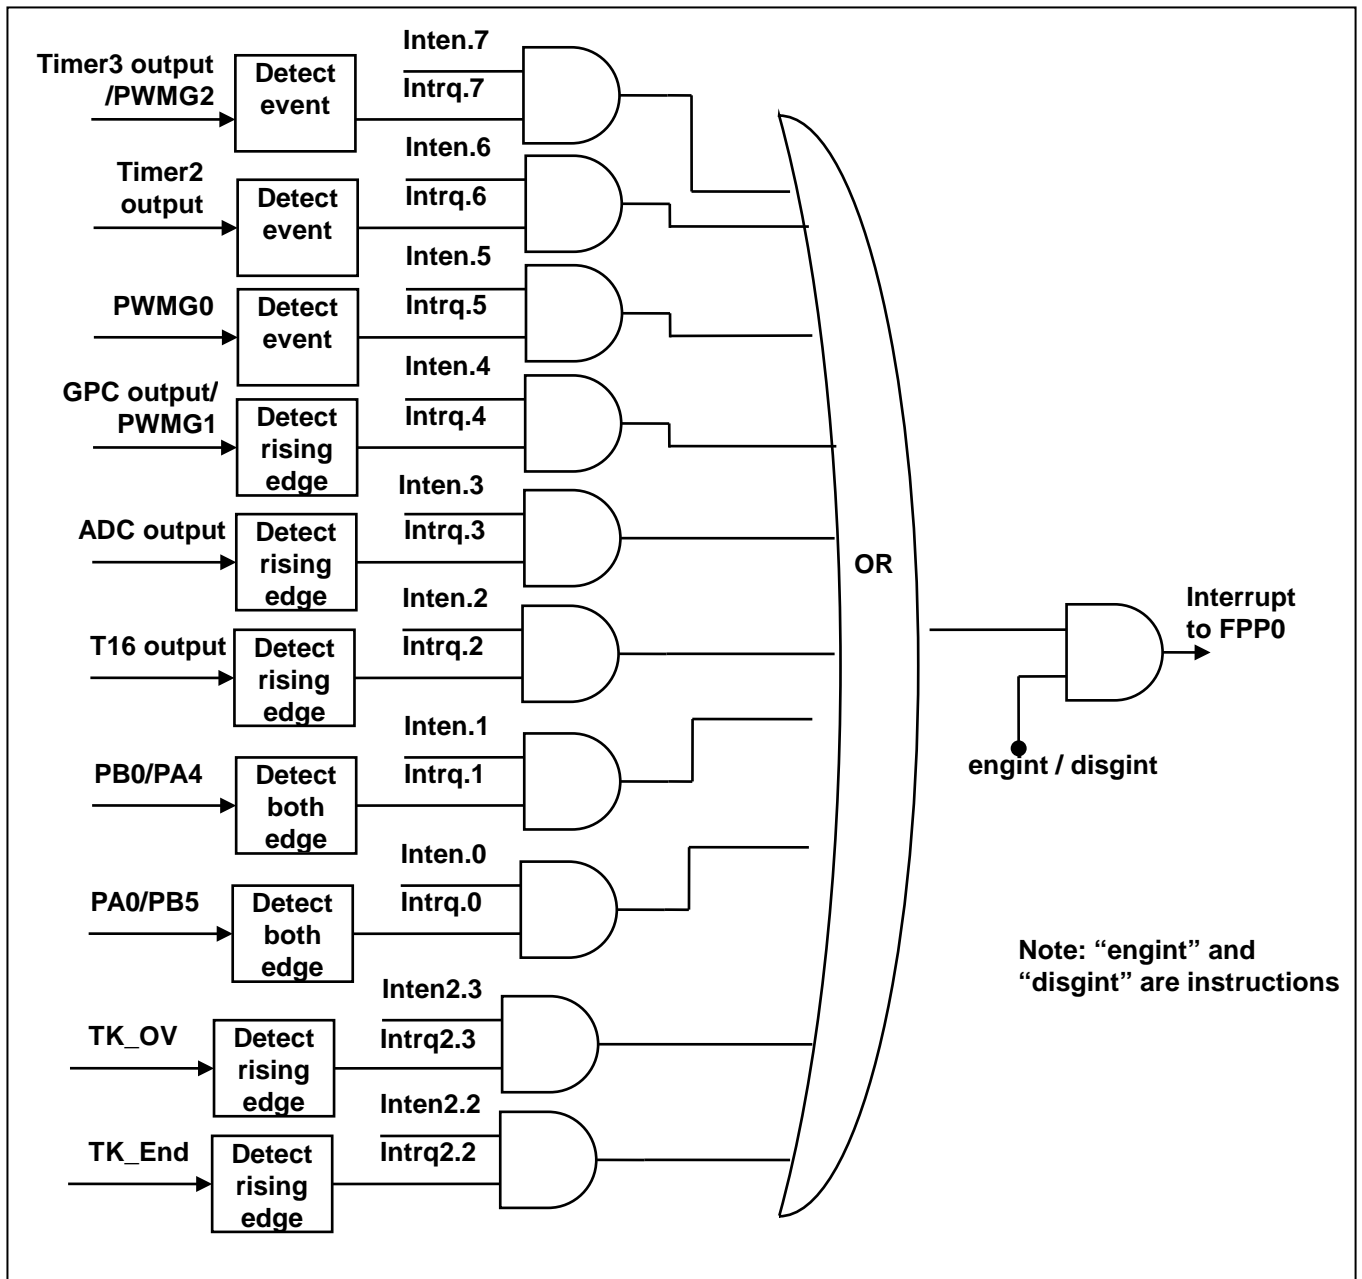 Inten.7
Timer3 output
/PWMG2
Detect
event
Intrq.7
Inten.6
Timer2
output
Detect
event
Intrq.6
Inten.5
PWMG0
Detect
event
Intrq.5
Inten.4
GPC output/
PWMG1
Detect
rising
edge
Intrq.4
Inten.3
ADC output
Detect
rising
edge
Intrq.3
OR
Inten.2
T16 output
Detect
rising
edge
Intrq.2
Interrupt
to FPP0
Inten.1
PB0/PA4
Detect
both
edge
Intrq.1
engint / disgint
Inten.0
PA0/PB5
Detect
both
edge
Intrq.0
Note: “engint” and
“disgint” are instructions
Inten2.3
TK_OV
Detect
rising
edge
Intrq2.3
Inten2.2
TK_End
Detect
rising
edge
Intrq2.2